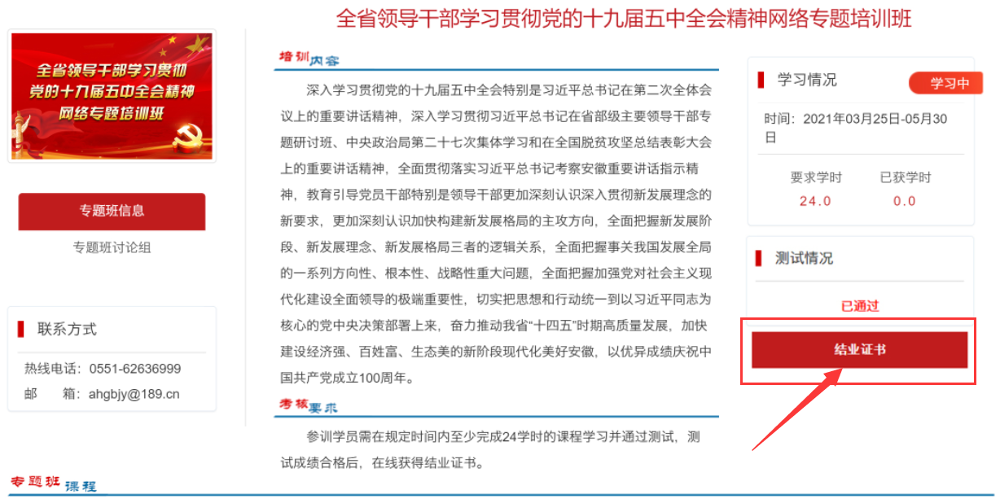 全省领导干部学习贯彻党的十九届五中全会精神网络专题培训班
全省领导干部学习贯彻
党的十九届五中全会精神
网络专题培训班
专题班信息
专题班讨论组
联系方式
热线电话：0551-62636999
邮　　箱：ahgbjy@189.cn
培训内容
深入学习贯彻党的十九届五中全会特别是习近平总书记在第二次全体会
议上的重要讲话精神，深入学习贯彻习近平总书记在省部级主要领导干部专
题研讨班、中央政治局第二十七次集体学习和在全国脱贫攻坚总结表彰大会
上的重要讲话精神，全面贯彻落实习近平总书记考察安徽重要讲话指示精
神，教育引导党员干部特别是领导干部更加深刻认识深入贯彻新发展理念的
新要求，更加深刻认识加快构建新发展格局的主攻方向，全面把握新发展阶
段、新发展理念、新发展格局三者的逻辑关系，全面把握事关我国发展全局
的一系列方向性、根本性、战略性重大问题，全面把握加强党对社会主义现
代化建设全面领导的极端重要性，切实把思想和行动统一到以习近平同志为
核心的党中央决策部署上来，奋力推动我省“十四五”时期高质量发展，加快
建设经济强、百姓富、生态美的新阶段现代化美好安徽，以优异成绩庆祝中
国共产党成立100周年。
考核要求
参训学员需在规定时间内至少完成24学时的课程学习并通过测试，测
试成绩合格后，在线获得结业证书。
学习情况
学习中
时间：2021年03月25日-05月30
日
要求学时 已获学时
24.0 0.0
测试情况
已通过
结业证书
专题班课程